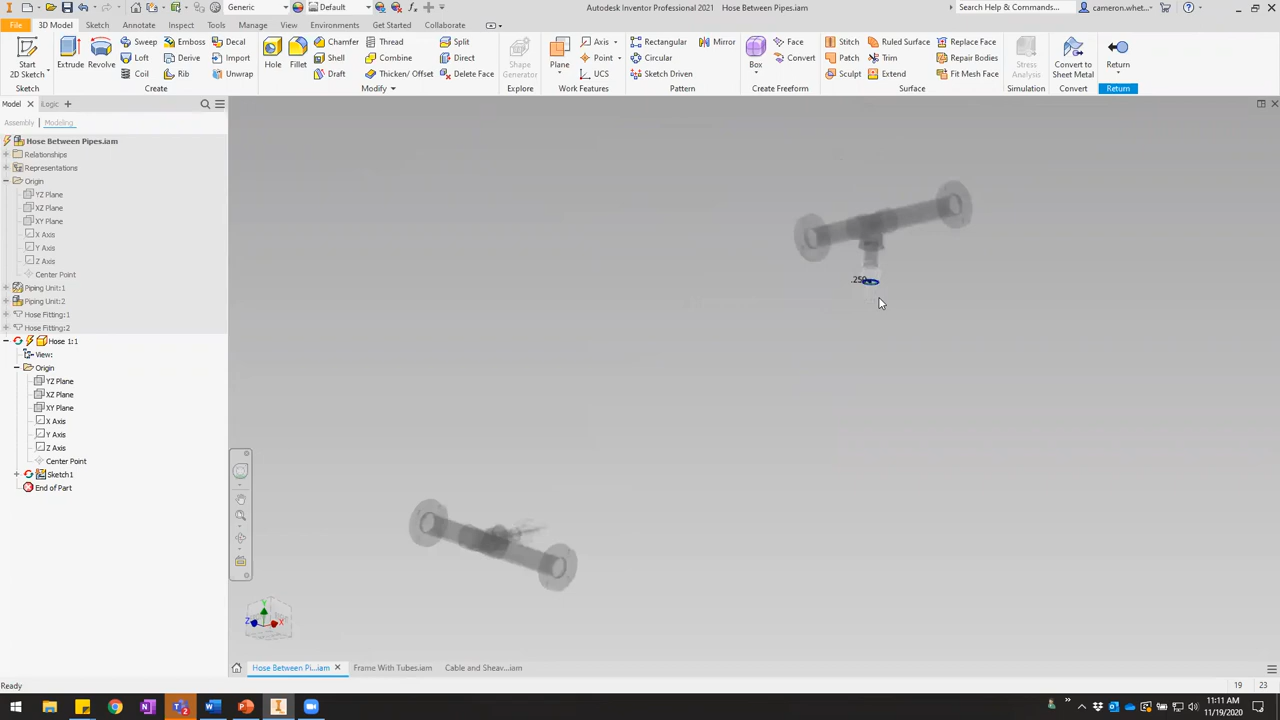 Generic
Default
Autodesk Inventor Professional 2021 Hose Between Pipes.iam
Search Help & Commands...
cameron.whet...
File 3D Model Sketch Annotate Inspect Tools Manage View Environments Get Started Collaborate
Start
2D Sketch
Extrude
Revolve
Sweep
Loft
Coil
Emboss
Derive
Rib
Decal
Import
Unwrap
Hole
Fillet
Chamfer
Shell
Draft
Thread
Combine
Thicken/ Offset
Split
Direct
Delete Face
Shape
Generator
Plane
Axis
Point
UCS
Rectangular
Circular
Sketch Driven
Mirror
Box
Face
Convert
Stitch
Patch
Sculpt
Ruled Surface
Trim
Extend
Replace Face
Repair Bodies
Fit Mesh Face
Stress
Analysis
Convert to
Sheet Metal
Return
Sketch Create Modify Explore Work Features Pattern Create Freeform Surface Simulation Convert Return
Model iLogic
Assembly Modeling
Hose Between Pipes.iam
Relationships
Representations
Origin
YZ Plane
XZ Plane
XY Plane
X Axis
Y Axis
Z Axis
Center Point
Piping Unit:1
Piping Unit:2
Hose Fitting:1
Hose Fitting:2
Hose 1:1
View:
Origin
YZ Plane
XZ Plane
XY Plane
X Axis
Y Axis
Z Axis
Center Point
Sketch1
End of Part
.250
Y
Z X
Hose Between Pi...iam Frame With Tubes.iam Cable and Sheav...iam
Ready
19 23
11:11 AM
11/19/2020